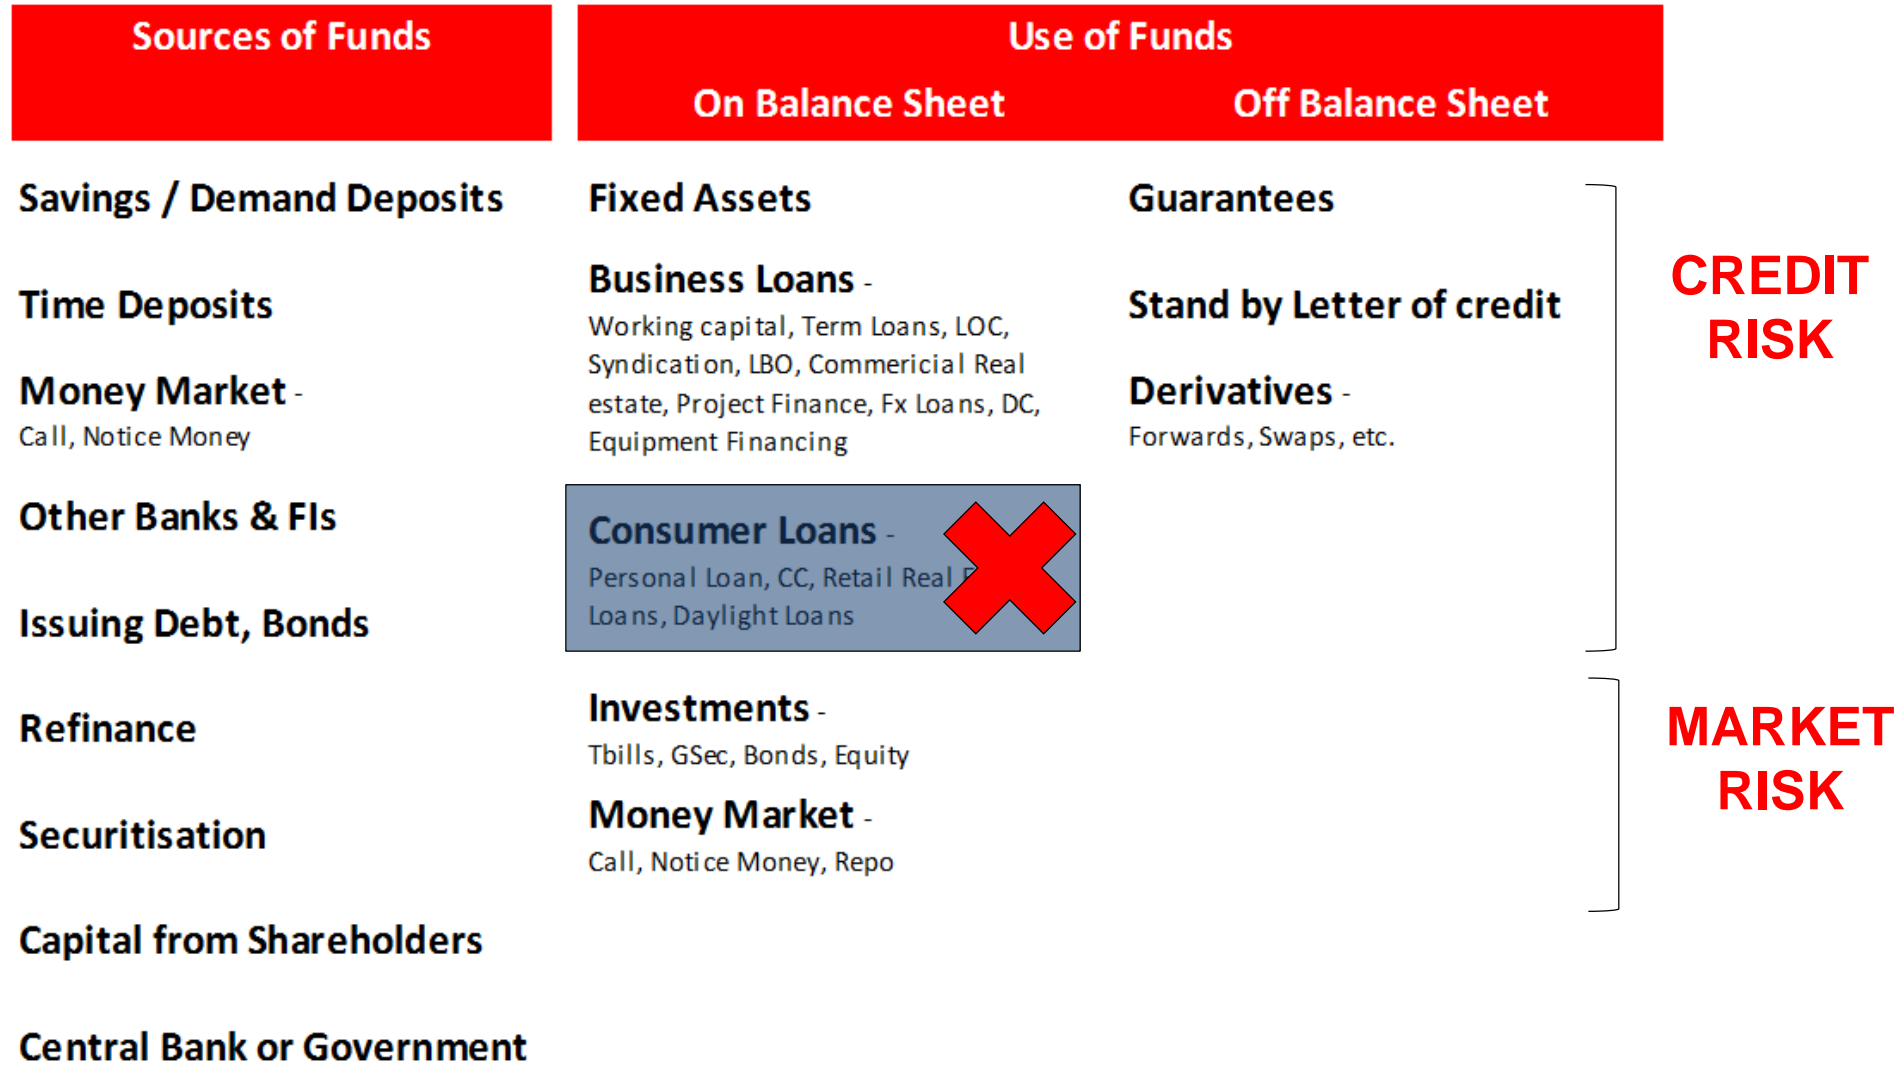 Sources of Funds
Use of Funds
On Balance Sheet
Off Balance Sheet
Savings / Demand Deposits
Time Deposits
Money Market -
Call, Notice Money
Other Banks & FIs
Issuing Debt, Bonds
Refinance
Securitisation
Capital from Shareholders
Central Bank or Government
Fixed Assets
Business Loans -
Working capital, Term Loans, LOC,
Syndication, LBO, Commericial Real
estate, Project Finance, Fx Loans, DC,
Equipment Financing
Consumer Loans -
Personal Loan, CC, Retail Real
Loans, Daylight Loans
Investments -
Tbills, GSec, Bonds, Equity
Money Market -
Call, Notice Money, Repo
Guarantees
Stand by Letter of credit
Derivatives -
Forwards, Swaps, etc.
CREDIT
RISK
MARKET
RISK